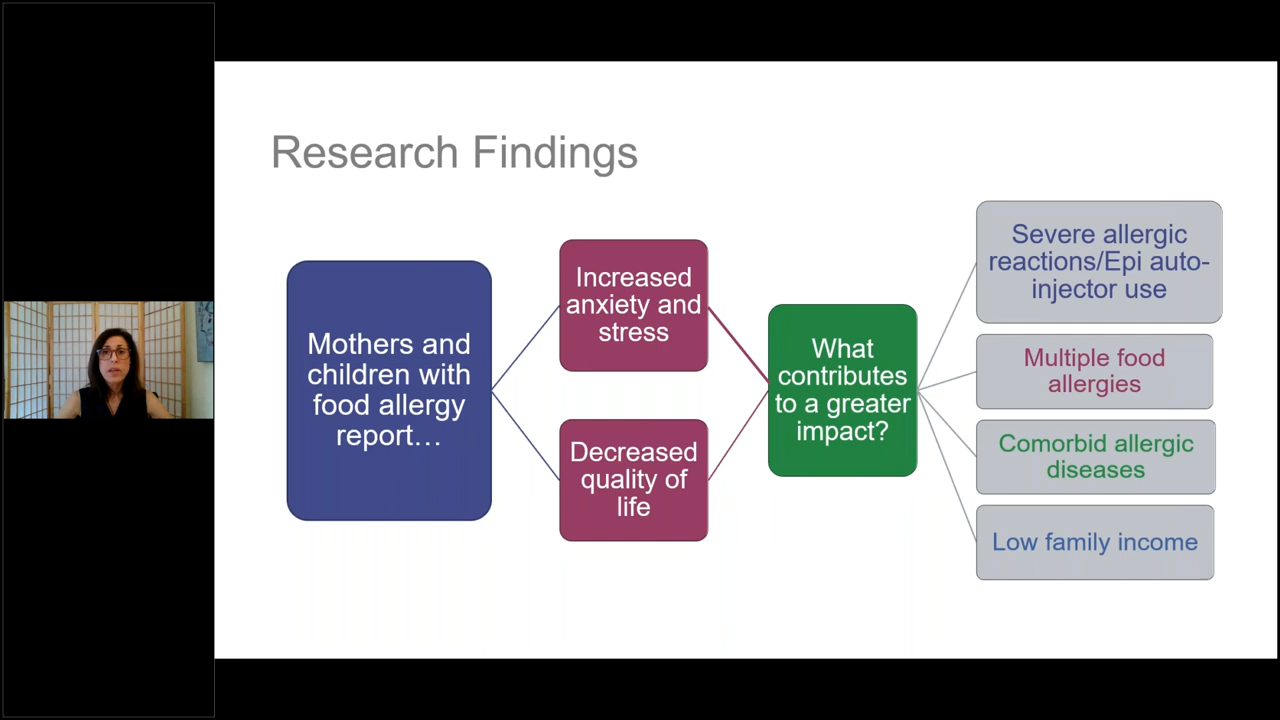 Research Findings
Mothers and
children with
food allergy
report…
Increased
anxiety and
stress
Decreased
quality of
life
What
contributes
to a greater
impact?
Severe allergic
reactions/Epi auto-
injector use
Multiple food
allergies
Comorbid allergic
diseases
Low family income